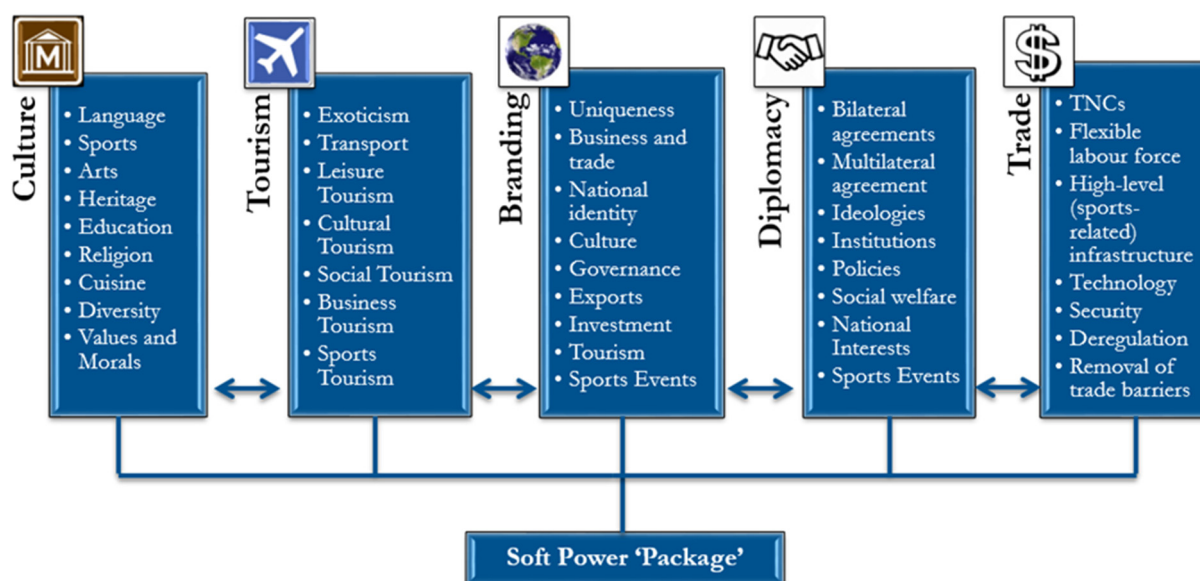 M
Culture
• Language
• Sports
• Arts
• Heritage
• Education
• Religion
• Cuisine
• Diversity
• Values and
Morals
Tourism
• Exoticism
• Transport
• Leisure
Tourism
• Cultural
Tourism
• Social Tourism
• Business
Tourism
• Sports
Tourism
Branding
• Uniqueness
• Business and
trade
• National
identity
• Culture
• Governance
• Exports
• Investment
• Tourism
• Sports Events
Diplomacy
• Bilateral
agreements
• Multilateral
agreement
• Ideologies
• Institutions
• Policies
• Social welfare
• National
Interests
• Sports Events
$
Trade
• TNCs
• Flexible
labour force
• High-level
(sports-
related)
infrastructure
• Technology
• Security
• Deregulation
• Removal of
trade barriers
Soft Power ‘Package’